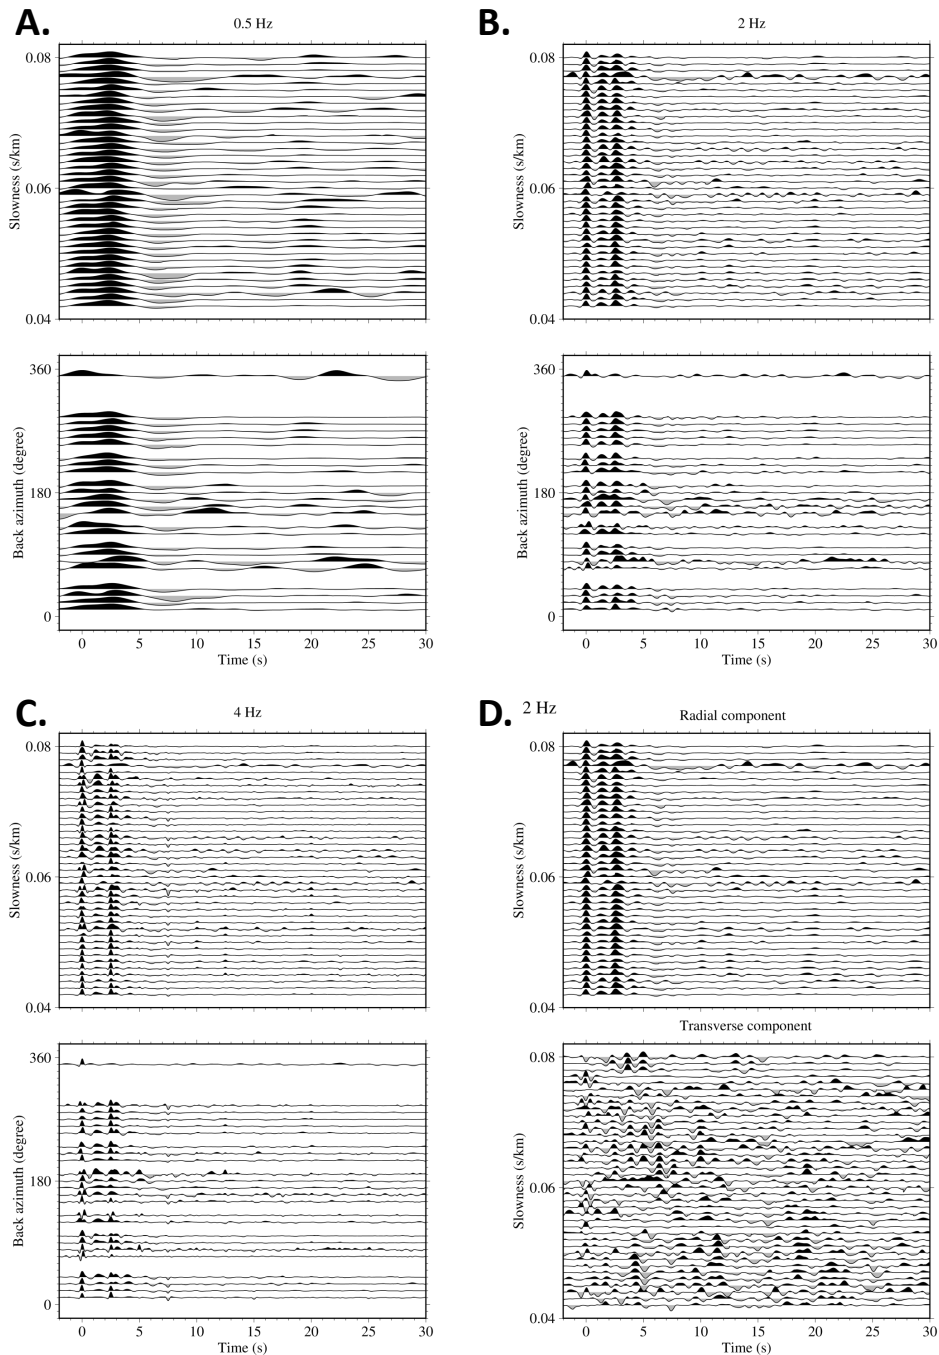 A.
0.5 Hz
0.08
0.06
0.04
Slowness (s/km)
360
180
0
Back azimuth (degree)
0 5 10 15 20 25 30
Time (s)
B.
2 Hz
0.08
0.06
0.04
Slowness (s/km)
360
180
0
Back azimuth (degree)
0 5 10 15 20 25 30
Time (s)
C.
4 Hz
0.08
0.06
0.04
Slowness (s/km)
360
180
0
Back azimuth (degree)
0 5 10 15 20 25 30
Time (s)
D.
2 Hz
Radial component
0.08
0.06
0.04
Slowness (s/km)
Transverse component
0.08
0.06
0.04
Slowness (s/km)
0 5 10 15 20 25 30
Time (s)